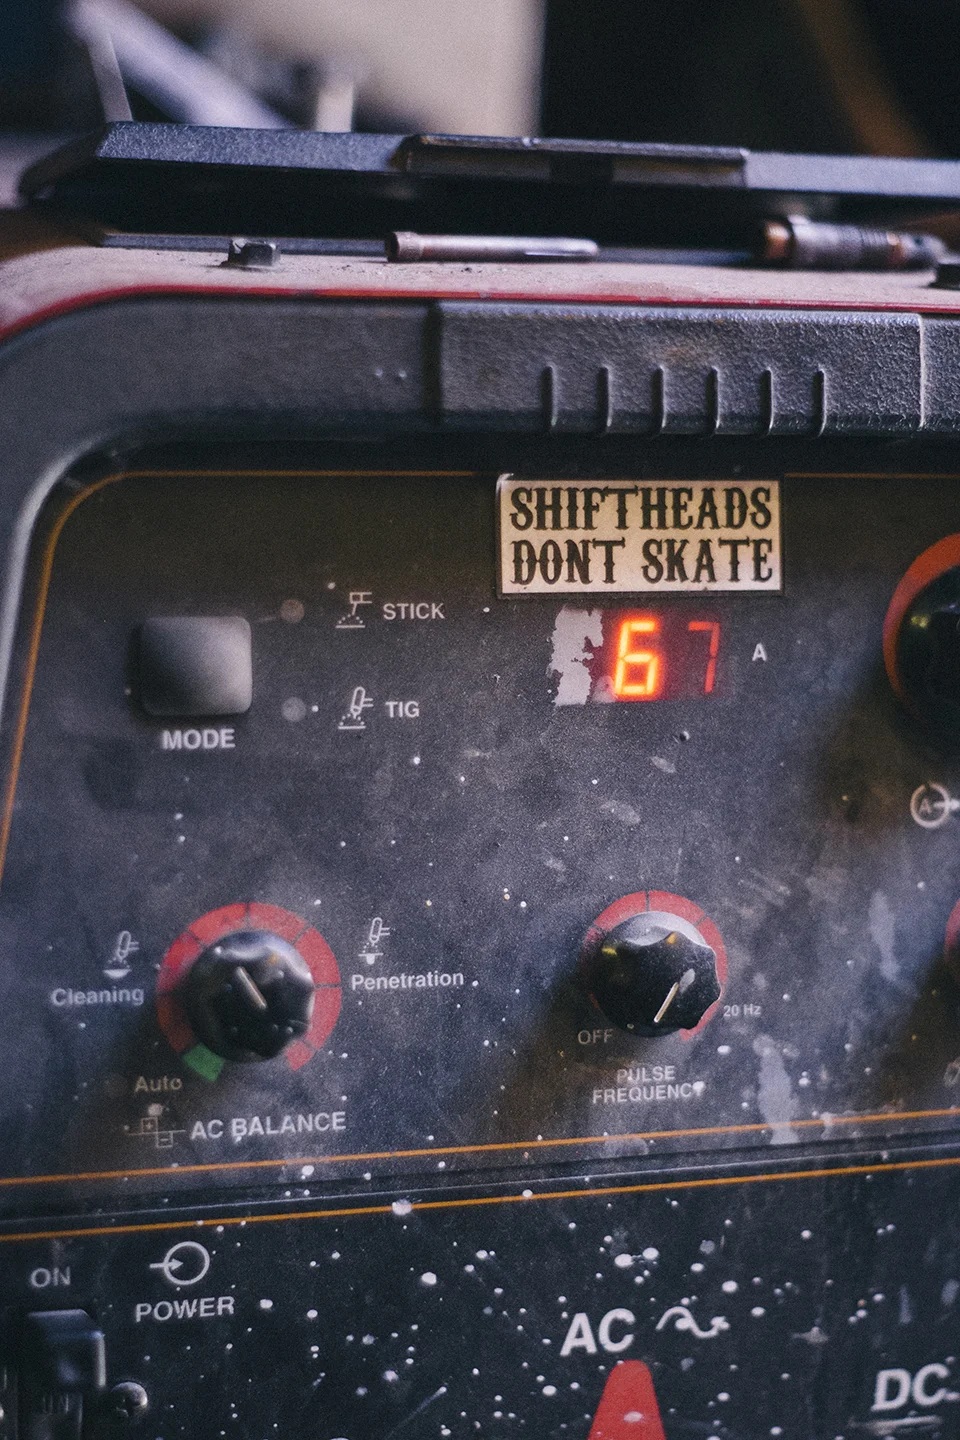 SHIFTHEADS
DONT SKATE
STICK
67 A
TIG
MODE
Cleaning
Penetration
20 Hz
OFF
Auto
PULSE
FREQUENCY
AC BALANCE
ON
POWER
AC
DC